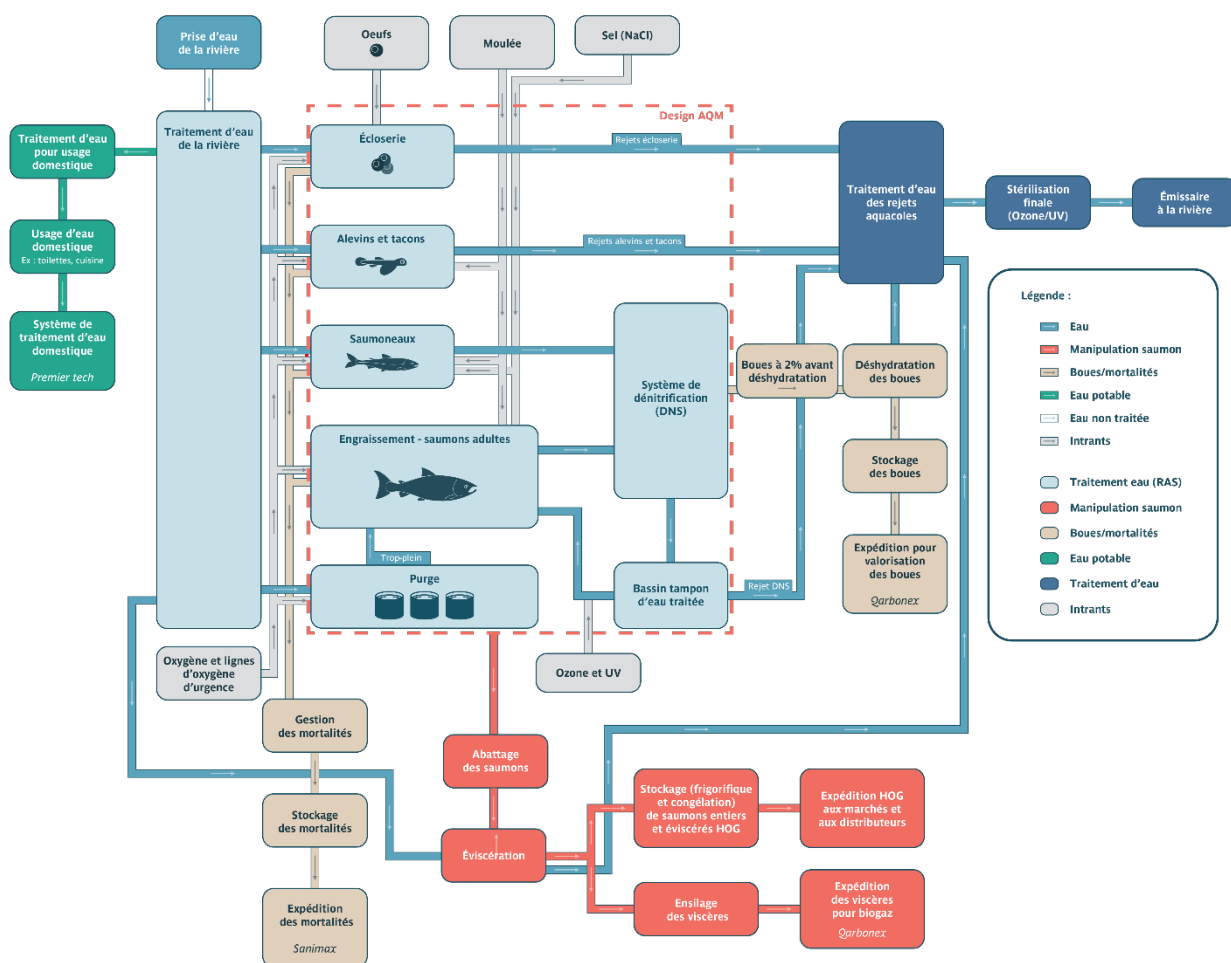 Prise d'eau
de la rivière
Oeufs
Moulée
Sel (NaCl)
Design AQM
Traitement d'eau
pour usage
domestique
Traitement d'eau
de la rivière
Écloserie
Rejets écloserie
Traitement d'eau
des rejets
aquacoles
Stérilisation
finale
(Ozone/UV)
Émissaire
à la rivière
Usage d'eau
domestique
Ex : toilettes, cuisine
Alevins et tacons
Rejets alevins et tacons
Système de
traitement d'eau
domestique
Premier tech
Saumoneaux
Système de
dénitrification
(DNS)
Boues à 2% avant
déshydratation
Déshydratation
des boues
Engraissement - saumons adultes
Stockage
des boues
Trop-plein
Purge
Bassin tampon
d'eau traitée
Rejet DNS
Expédition pour
valorisation
des boues
Qarbonex
Légende :
Eau
Manipulation saumon
Boues/mortalités
Eau potable
Eau non traitée
Intrants
Traitement eau (RAS)
Manipulation saumon
Boues/mortalités
Eau potable
Traitement d'eau
Intrants
Oxygène et lignes
d'oxygène
d'urgence
Ozone et UV
Gestion
des mortalités
Abattage
des saumons
Stockage
des mortalités
Éviscération
Stockage (frigorifique
et congélation)
de saumons entiers
et éviscérés HOG
Expédition HOG
aux marchés et
aux distributeurs
Expédition
des mortalités
Sanimax
Ensilage
des viscères
Expédition
des viscères
pour biogaz
Qarbonex